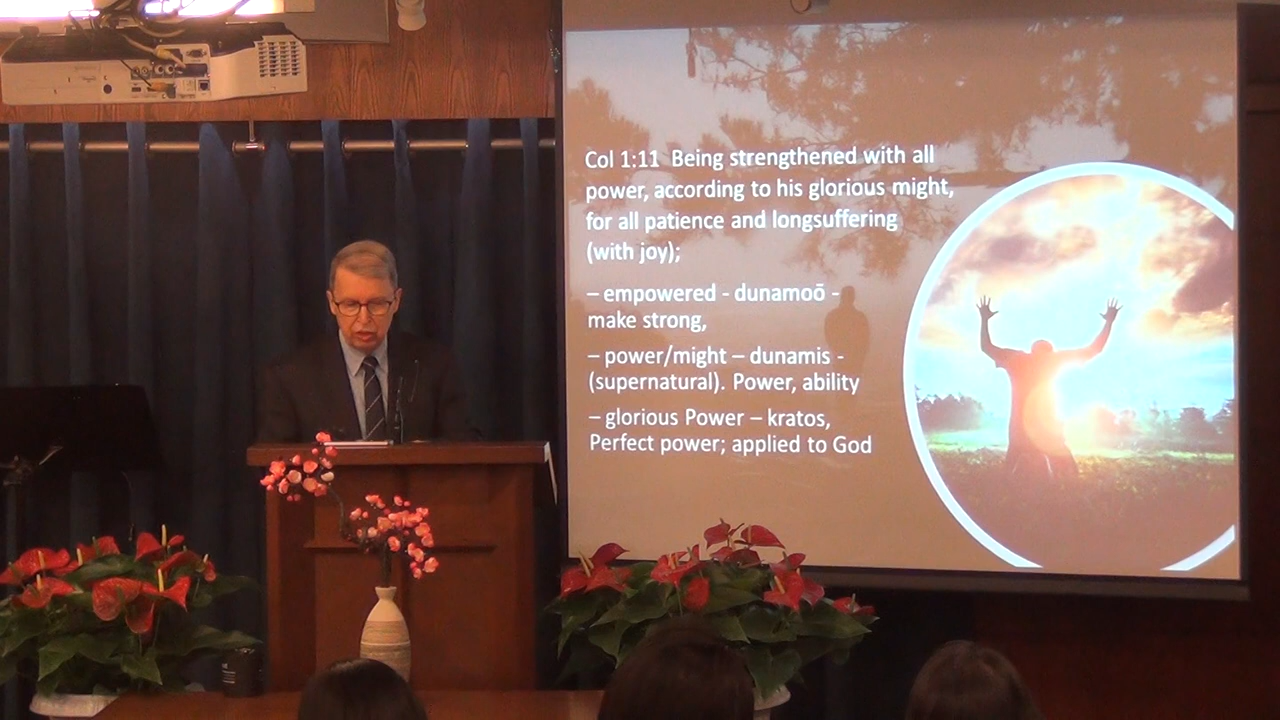 Col 1:11 Being strengthened with all
power, according to his glorious might,
for all patience and longsuffering
(with joy);
– empowered - dunamoō -
make strong,
– power/might – dunamis -
(supernatural). Power, ability
– glorious Power – kratos,
Perfect power; applied to God